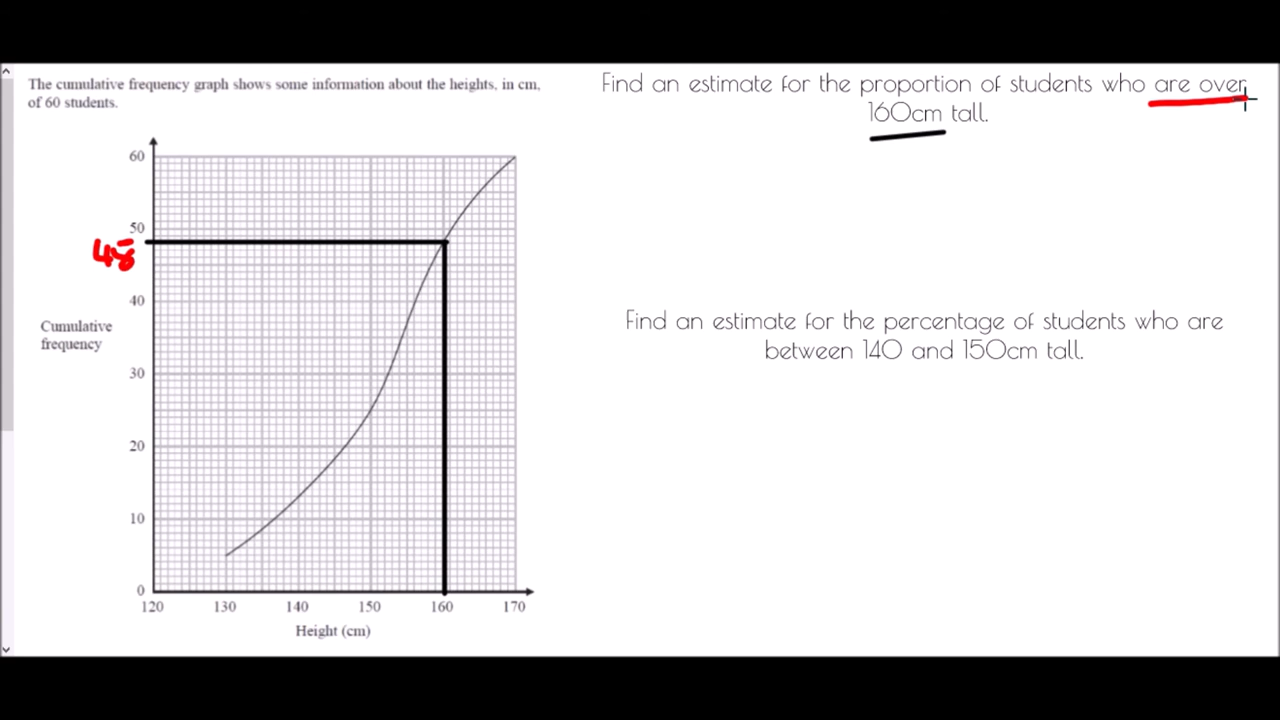 The cumulative frequency graph shows some information about the heights, in cm,
of 60 students.
Find an estimate for the proportion of students who are over
160cm tall.
60
50
48
40
Cumulative
frequency
30
20
10
0
120 130 140 150 160 170
Height (cm)
Find an estimate for the percentage of students who are
between 140 and 150cm tall.